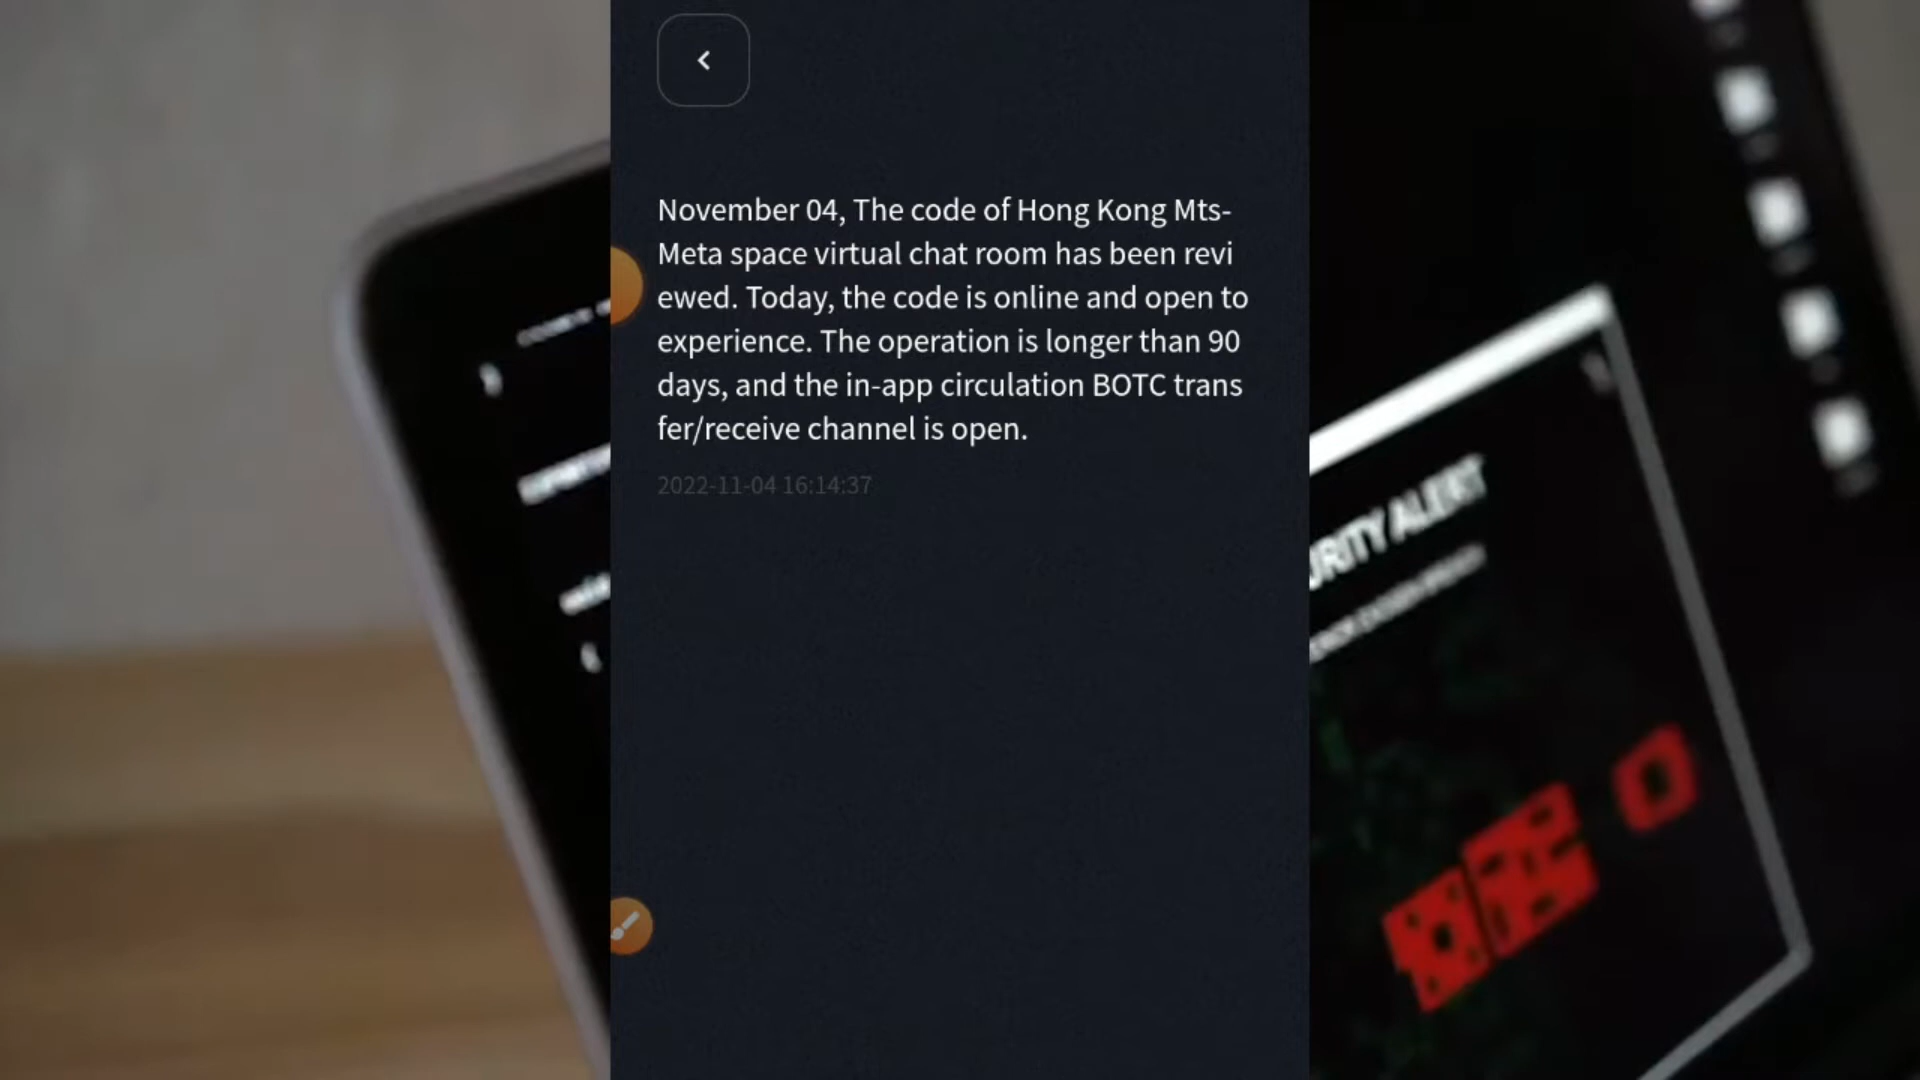 November 04, The code of Hong Kong Mts-
Meta space virtual chat room has been revi
ewed. Today, the code is online and open to
experience. The operation is longer than 90
days, and the in-app circulation BOTC trans
fer/receive channel is open.
2022-11-04 16:14:37
ALERT